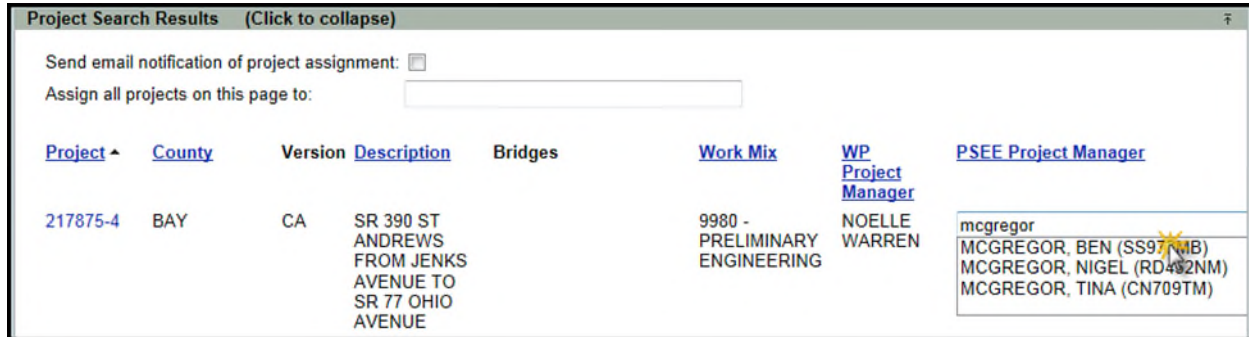 Project Search Results (Click to collapse)
Send email notification of project assignment:
Assign all projects on this page to:
Project County Version Description Bridges Work Mix WP Project Manager PSEE Project Manager
217875-4 BAY CA SR 390 ST
ANDREWS
FROM JENKS
AVENUE TO
SR 77 OHIO
AVENUE
9980 -
PRELIMINARY
ENGINEERING
NOELLE
WARREN
mcgregor
MCGREGOR, BEN
MCGREGOR, NIGEL
MCGREGOR, TINA (CN709TM)